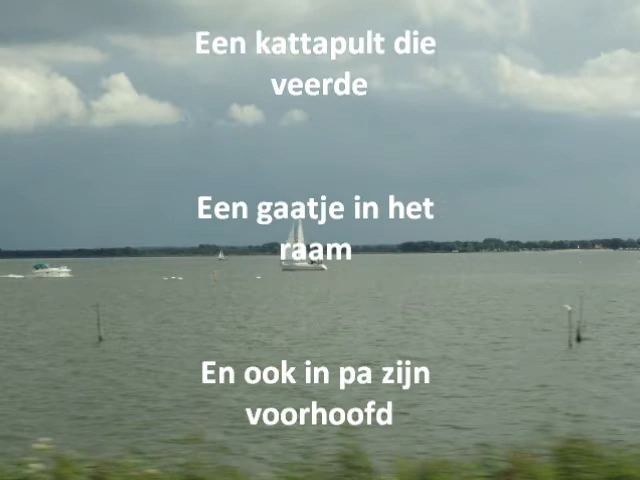 Een kattapult die
veerde
Een gaatje in het
raam
En ook in pa zijn
voorhoofd